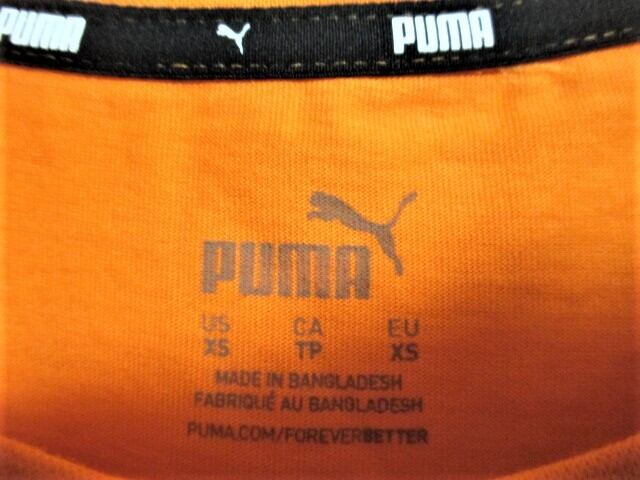 PUMA PUMA
PUMA
US CA EU
XS TP XS
MADE IN BANGLADESH
FABRIQUÉ AU BANGLADESH
PUMA.COM/FOREVERBETTER